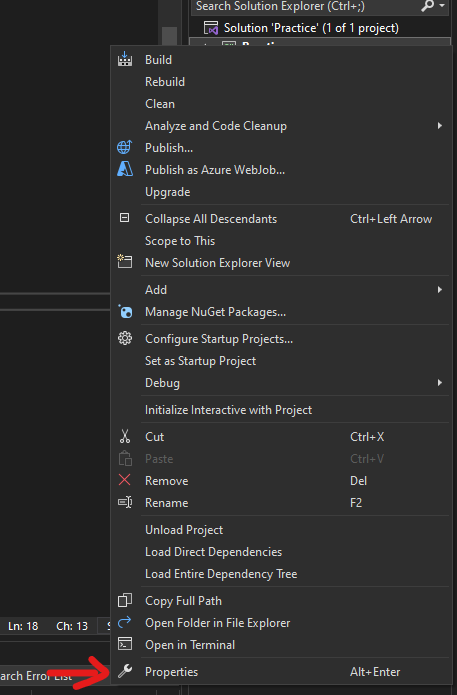 Search Solution Explorer (Ctrl+;)
Solution 'Practice' (1 of 1 project)
Build
Rebuild
Clean
Analyze and Code Cleanup
Publish...
Publish as Azure WebJob...
Upgrade
Collapse All Descendants Ctrl+Left Arrow
Scope to This
New Solution Explorer View
Add
Manage NuGet Packages...
Configure Startup Projects...
Set as Startup Project
Debug
Initialize Interactive with Project
Cut Ctrl+X
Paste Ctrl+V
Remove Del
Rename F2
Unload Project
Load Direct Dependencies
Load Entire Dependency Tree
Copy Full Path
Open Folder in File Explorer
Ln: 18 Ch: 13 S
Open in Terminal
Properties Alt+Enter
arch Error List